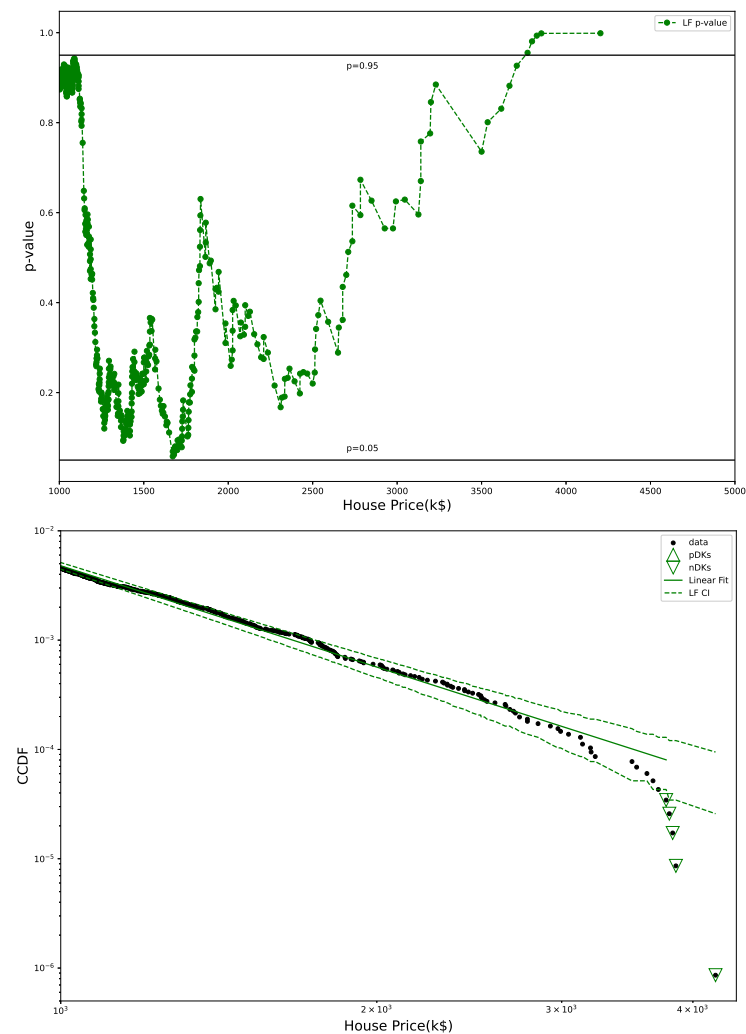 1.0
0.8
0.6
0.4
0.2
p-value
LF p-value
p=0.95
p=0.05
1000 1500 2000 2500 3000 3500 4000 4500 5000
House Price(k$)
10⁻²
10⁻³
10⁻⁴
10⁻⁵
10⁻⁶
CCDF
data
pDKs
nDKs
Linear Fit
LF CI
10³ 2 × 10³ 3 × 10³ 4 × 10³
House Price(k$)